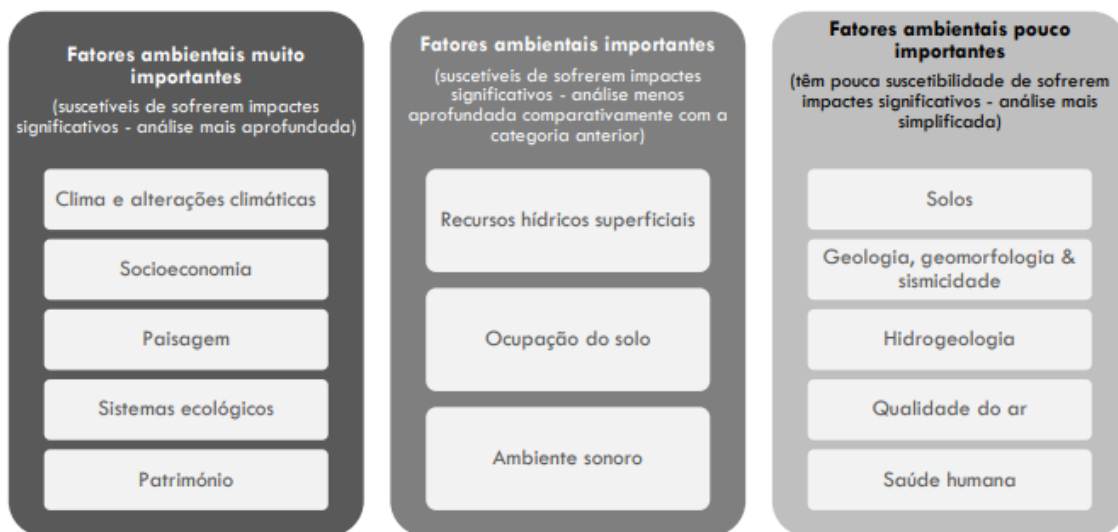 Fatores ambientais muito
importantes
(suscetíveis de sofrerem impactes
significativos - análise mais aprofundada)
Clima e alterações climáticas
Socioeconomia
Paisagem
Sistemas ecológicos
Património
Fatores ambientais importantes
(suscetíveis de sofrerem impactes
significativos - análise menos
aprofundada comparativamente com a
categoria anterior)
Recursos hídricos superficiais
Ocupação do solo
Ambiente sonoro
Fatores ambientais pouco
importantes
(têm pouca suscetibilidade de sofrerem
impactes significativos - análise mais
simplificada)
Solos
Geologia, geomorfologia &
sismicidade
Hidrogeologia
Qualidade do ar
Saúde humana